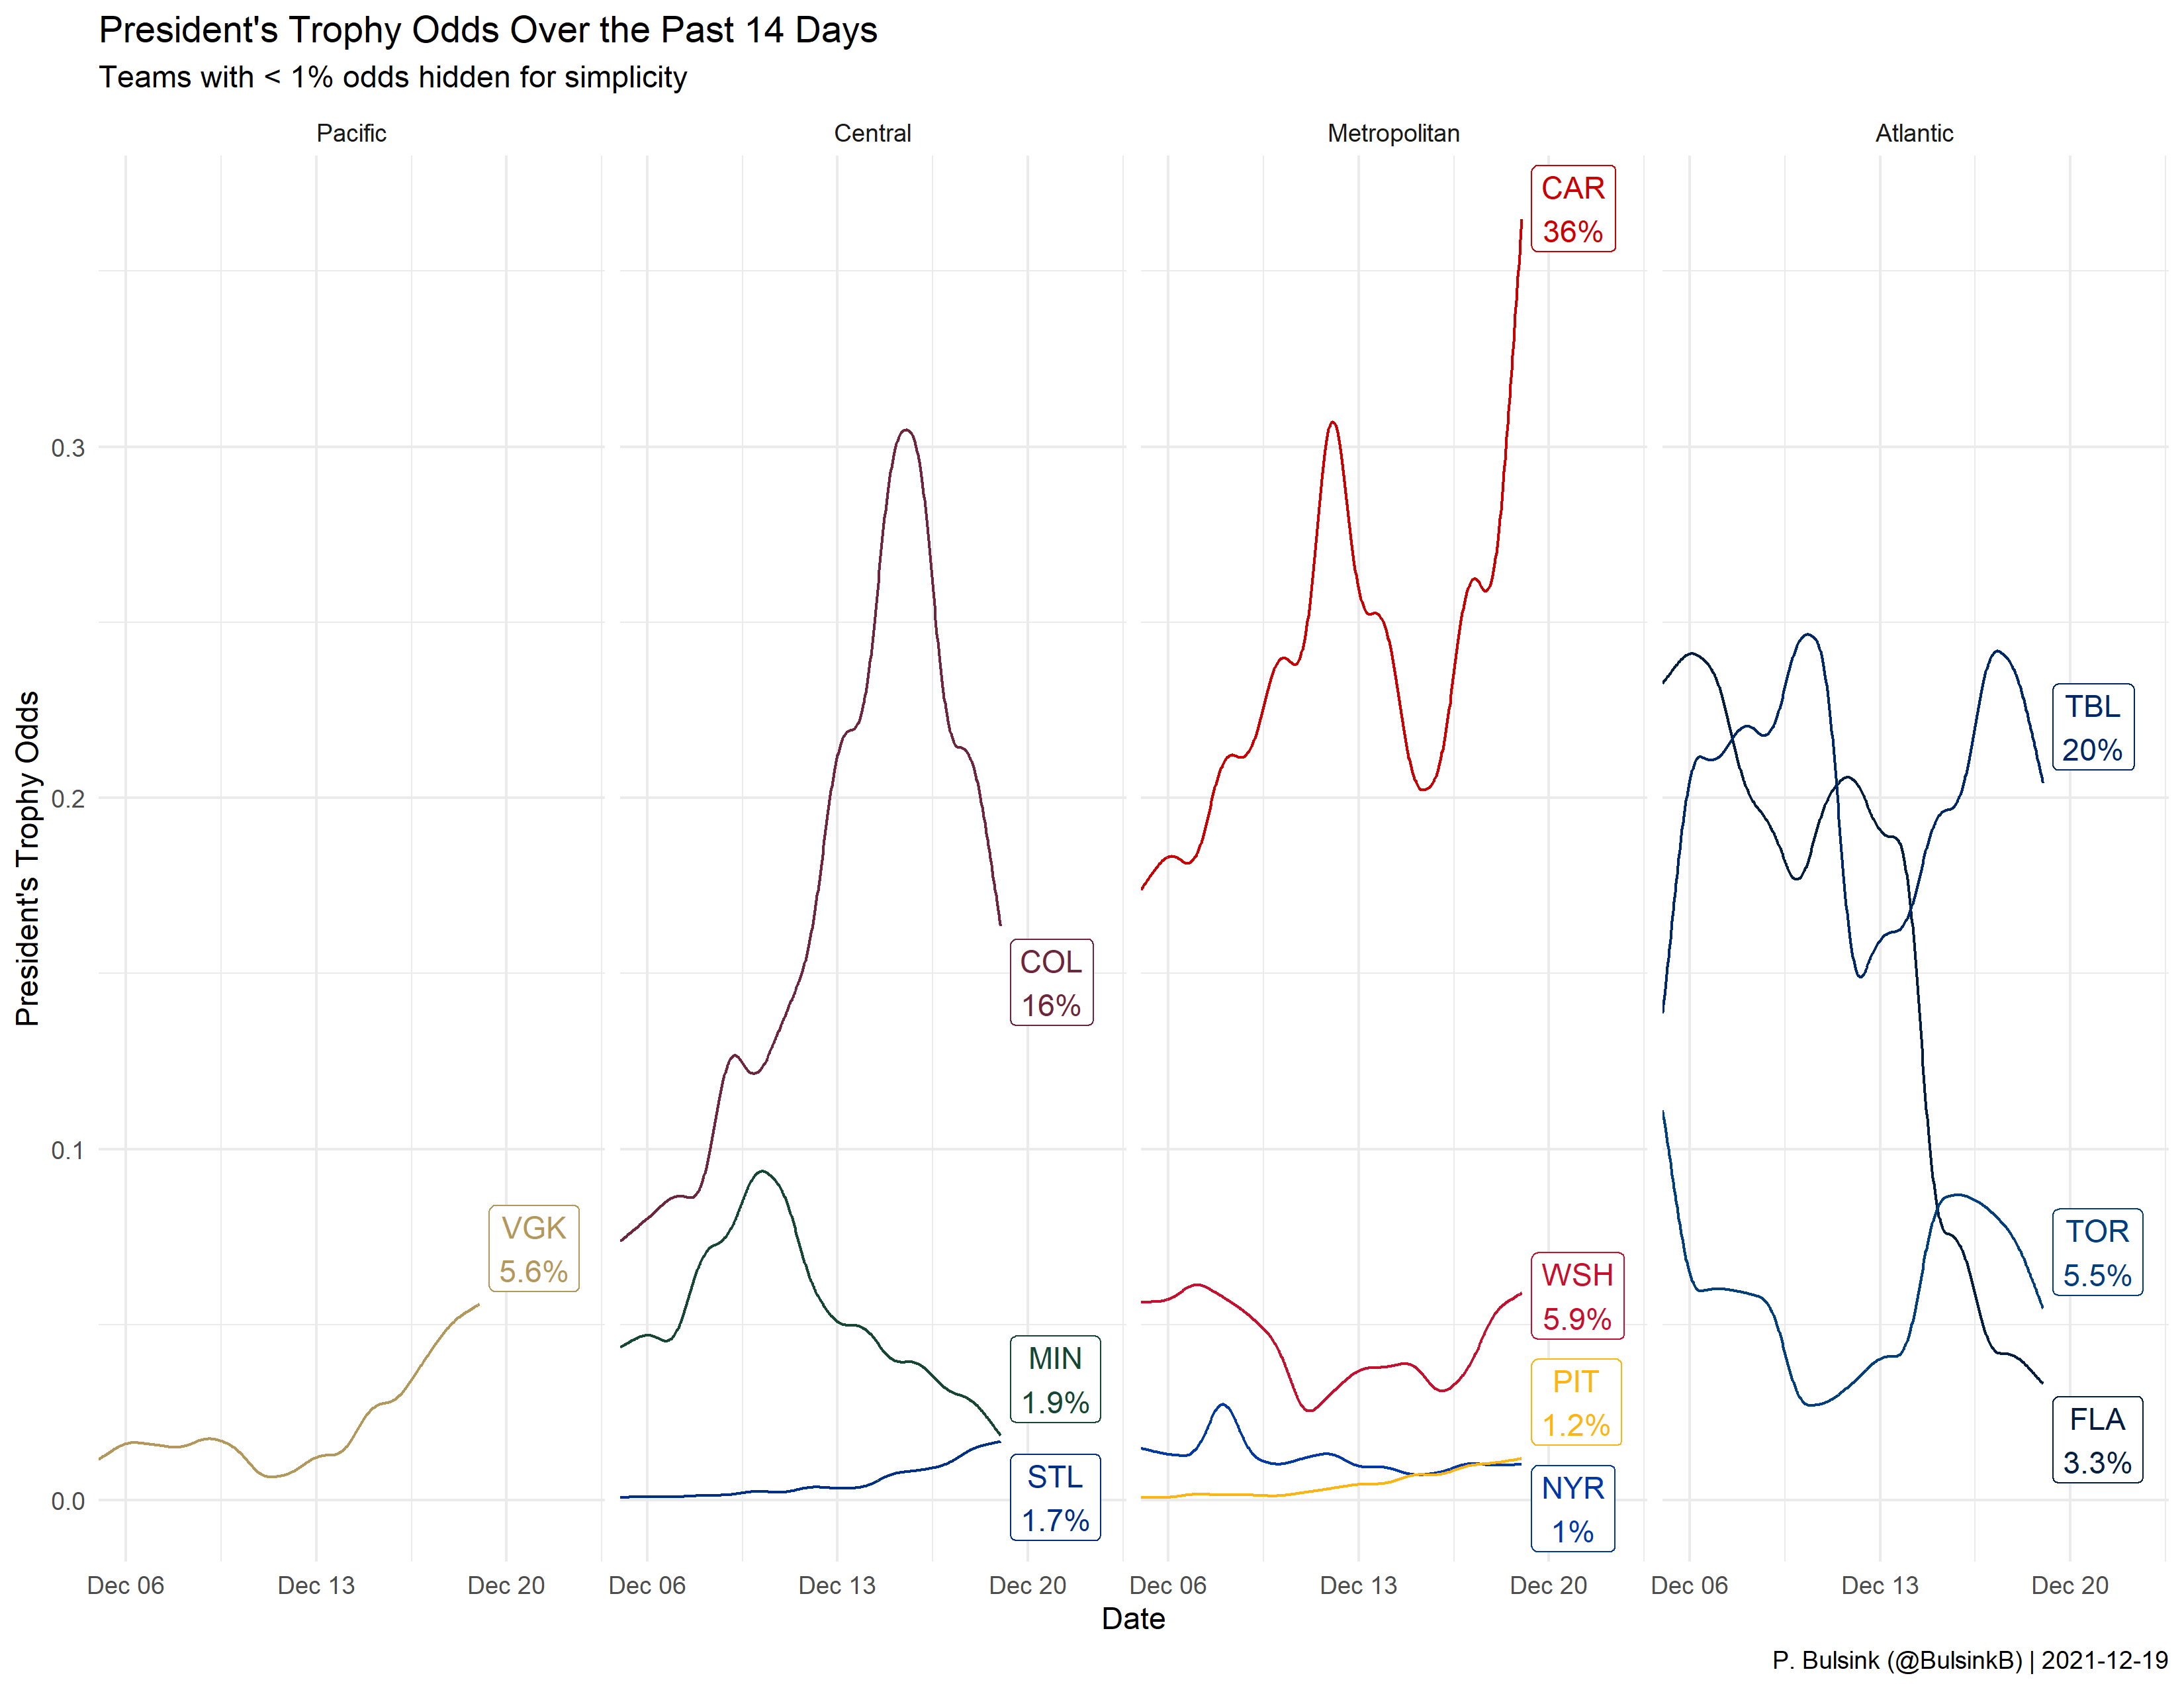 President's Trophy Odds Over the Past 14 Days
Teams with < 1% odds hidden for simplicity
Pacific
Central
Metropolitan
Atlantic
President's Trophy Odds
0.3
0.2
0.1
0.0
VGK
5.6%
COL
16%
MIN
1.9%
STL
1.7%
CAR
36%
WSH
5.9%
PIT
1.2%
NYR
1%
TBL
20%
TOR
5.5%
FLA
3.3%
Dec 06
Dec 13
Dec 20
Dec 06
Dec 13
Dec 20
Dec 06
Dec 13
Dec 20
Dec 06
Dec 13
Dec 20
Date
P. Bulsink (@BulsinkB) | 2021-12-19